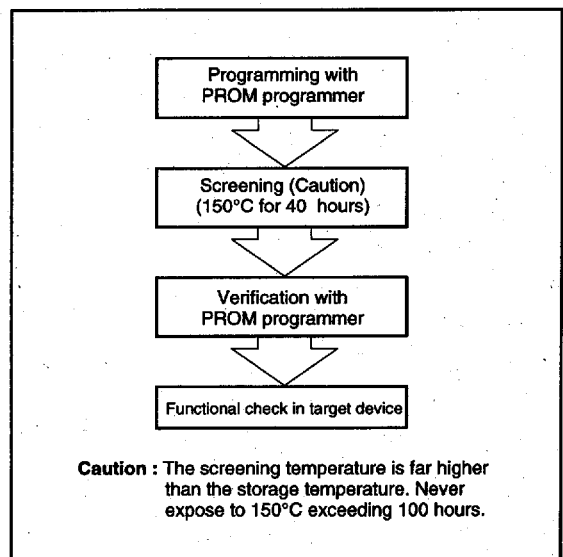 Programming with
PROM programmer
Screening (Caution)
(150°C for 40 hours)
Verification with
PROM programmer
Functional check in target device
Caution : The screening temperature is far higher
than the storage temperature. Never
expose to 150°C exceeding 100 hours.